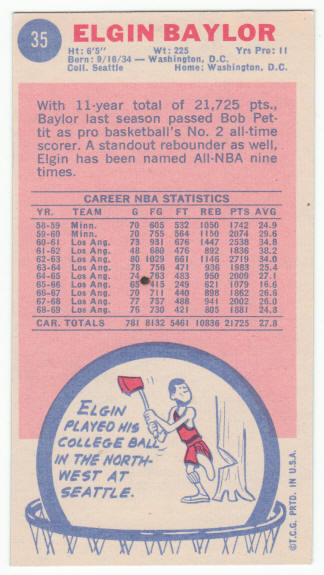 35
ELGIN BAYLOR
Ht: 6'5" Wt: 225 Yrs Pro: 11
Born: 9/16/34 — Washington, D.C.
Coll. Seattle Home: Washington, D.C.
With 11-year total of 21,725 pts.,
Baylor last season passed Bob Pet-
tit as pro basketball's No. 2 all-time
scorer. A standout rebounder as well,
Elgin has been named All-NBA nine
times.
CAREER NBA STATISTICS
YR. TEAM G FG FT REB PTS AVG
58-59 Minn. 70 605 532 1050 1742 24.9
59-60 Minn. 70 755 564 1150 2074 29.6
60-61 Los Ang. 73 931 676 1447 2538 34.8
61-62 Los Ang. 48 680 476 892 1836 38.2
62-63 Los Ang. 80 1029 661 1146 2719 34.0
63-64 Los Ang. 78 756 471 936 1983 25.4
64-65 Los Ang. 74 763 483 950 2009 27.1
65-66 Los Ang. 65 415 249 621 1079 16.6
66-67 Los Ang. 70 711 440 898 1862 26.6
67-68 Los Ang. 77 757 488 941 2002 26.0
68-69 Los Ang. 76 730 421 805 1881 24.8
CAR. TOTALS 781 8132 5461 10836 21725 27.8
ELGIN
PLAYED HIS
COLLEGE BALL
IN THE NORTH-
WEST AT
SEATTLE.
©T.C.G. PRTD. IN U.S.A.